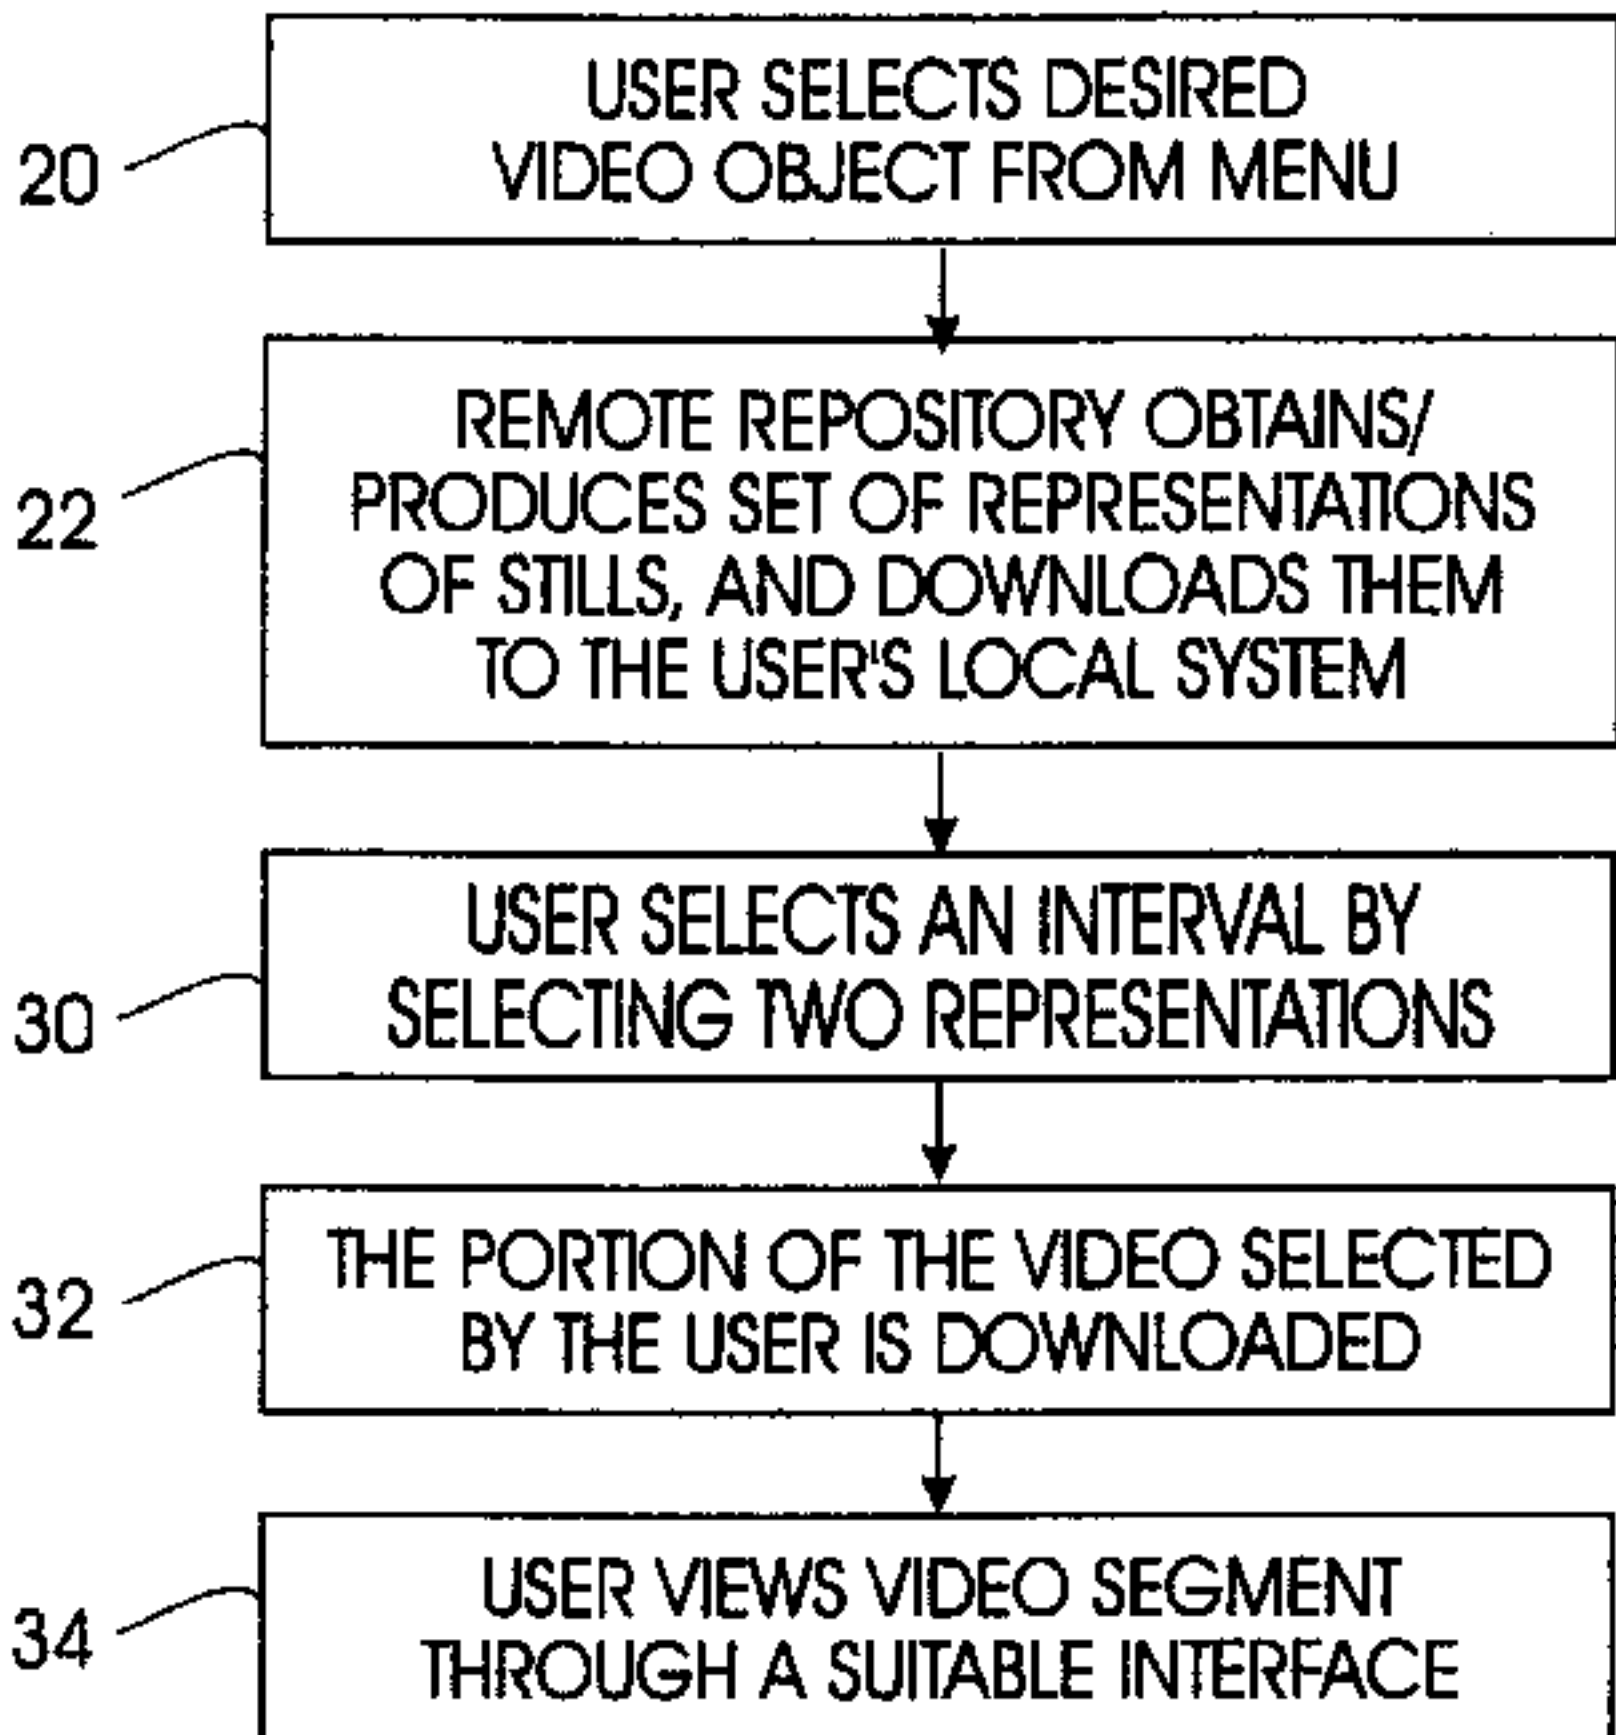 USER SELECTS DESIRED
VIDEO OBJECT FROM MENU
20
REMOTE REPOSITORY OBTAINS/
PRODUCES SET OF REPRESENTATIONS
OF STILLS, AND DOWNLOADS THEM
TO THE USER'S LOCAL SYSTEM
22
USER SELECTS AN INTERVAL BY
SELECTING TWO REPRESENTATIONS
30
THE PORTION OF THE VIDEO SELECTED
BY THE USER IS DOWNLOADED
32
USER VIEWS VIDEO SEGMENT
THROUGH A SUITABLE INTERFACE
34